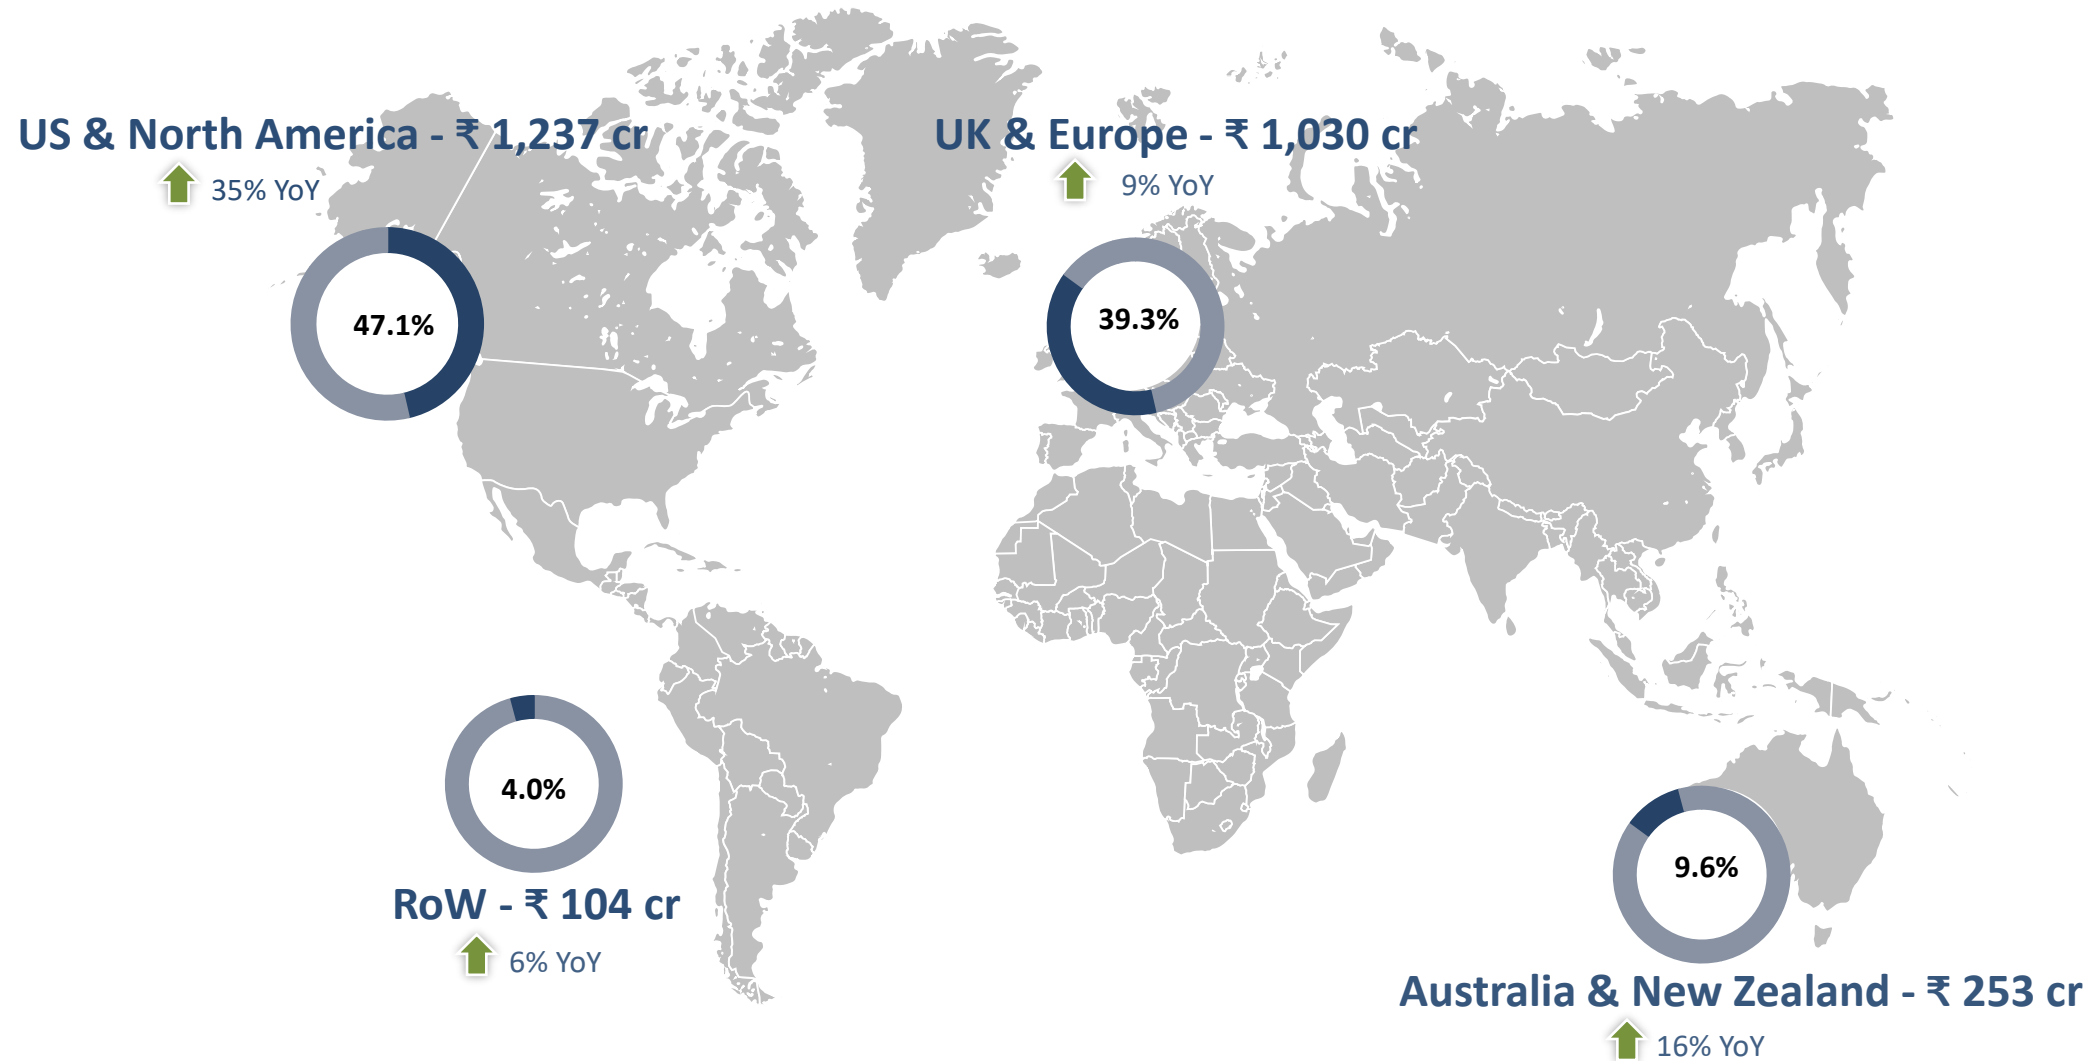 US & North America - ₹ 1,237 cr
35% YoY
47.1%
UK & Europe - ₹ 1,030 cr
9% YoY
39.3%
4.0%
RoW - ₹ 104 cr
6% YoY
9.6%
Australia & New Zealand - ₹ 253 cr
16% YoY